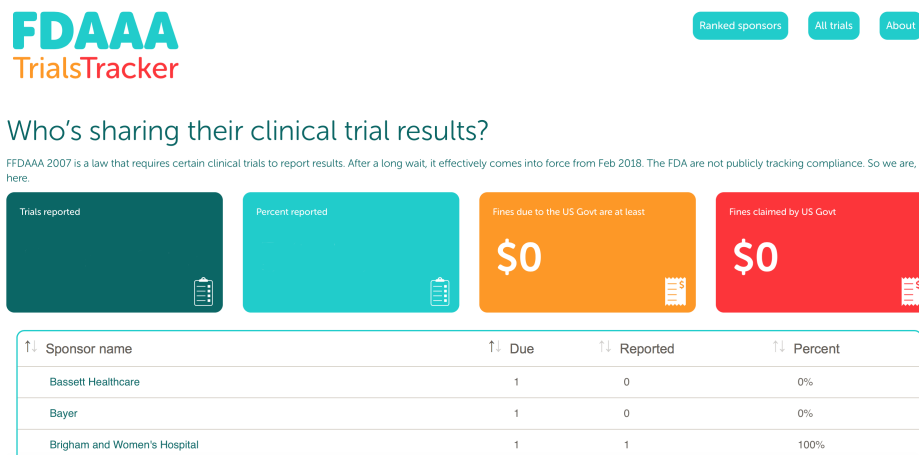 FDAAA
TrialsTracker
Ranked sponsors All trials About
Who's sharing their clinical trial results?
FFDAAA 2007 is a law that requires certain clinical trials to report results. After a long wait, it effectively comes into force from Feb 2018. The FDA are not publicly tracking compliance. So we are,
here.
Trials reported Percent reported Fines due to the US Govt are at least Fines claimed by US Govt
$0 $0
Sponsor name Due Reported Percent
Bassett Healthcare 1 0 0%
Bayer 1 0 0%
Brigham and Women's Hospital 1 1 100%